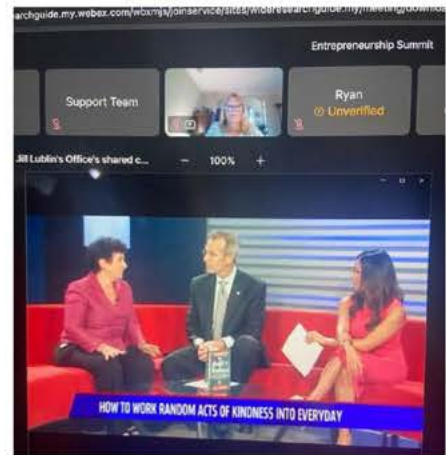 archguide.my.webex.com/wbxmjs/joinservice/sites/wideresearchguide.my/meeting/downloa
Entrepreneurship Summit
Support Team
Ryan
Unverified
Jill Lublin's Office's shared c...
− 100% +
HOW TO WORK RANDOM ACTS OF KINDNESS INTO EVERYDAY